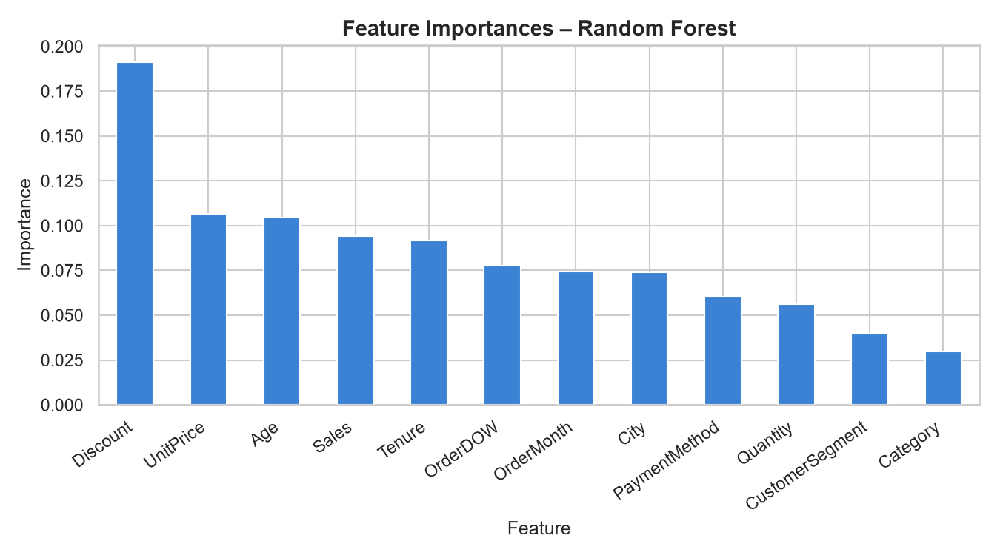 Feature Importances – Random Forest
0.200
0.175
0.150
0.125
0.100
0.075
0.050
0.025
0.000
Importance
Discount
UnitPrice
Age
Sales
Tenure
OrderDOW
OrderMonth
City
PaymentMethod
Quantity
CustomerSegment
Category
Feature